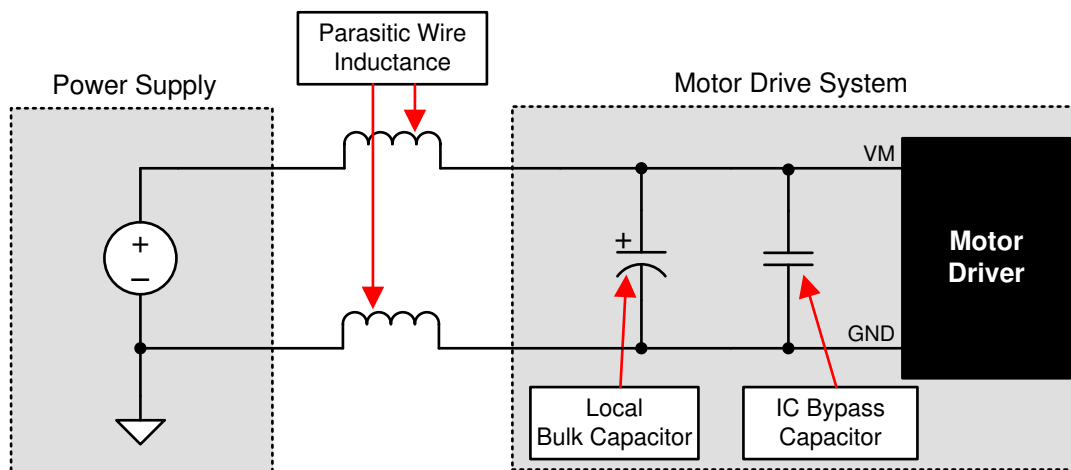 Parasitic Wire
Inductance
Power Supply
Motor Drive System
VM
+
–
+
Motor
Driver
GND
Local
Bulk Capacitor
IC Bypass
Capacitor